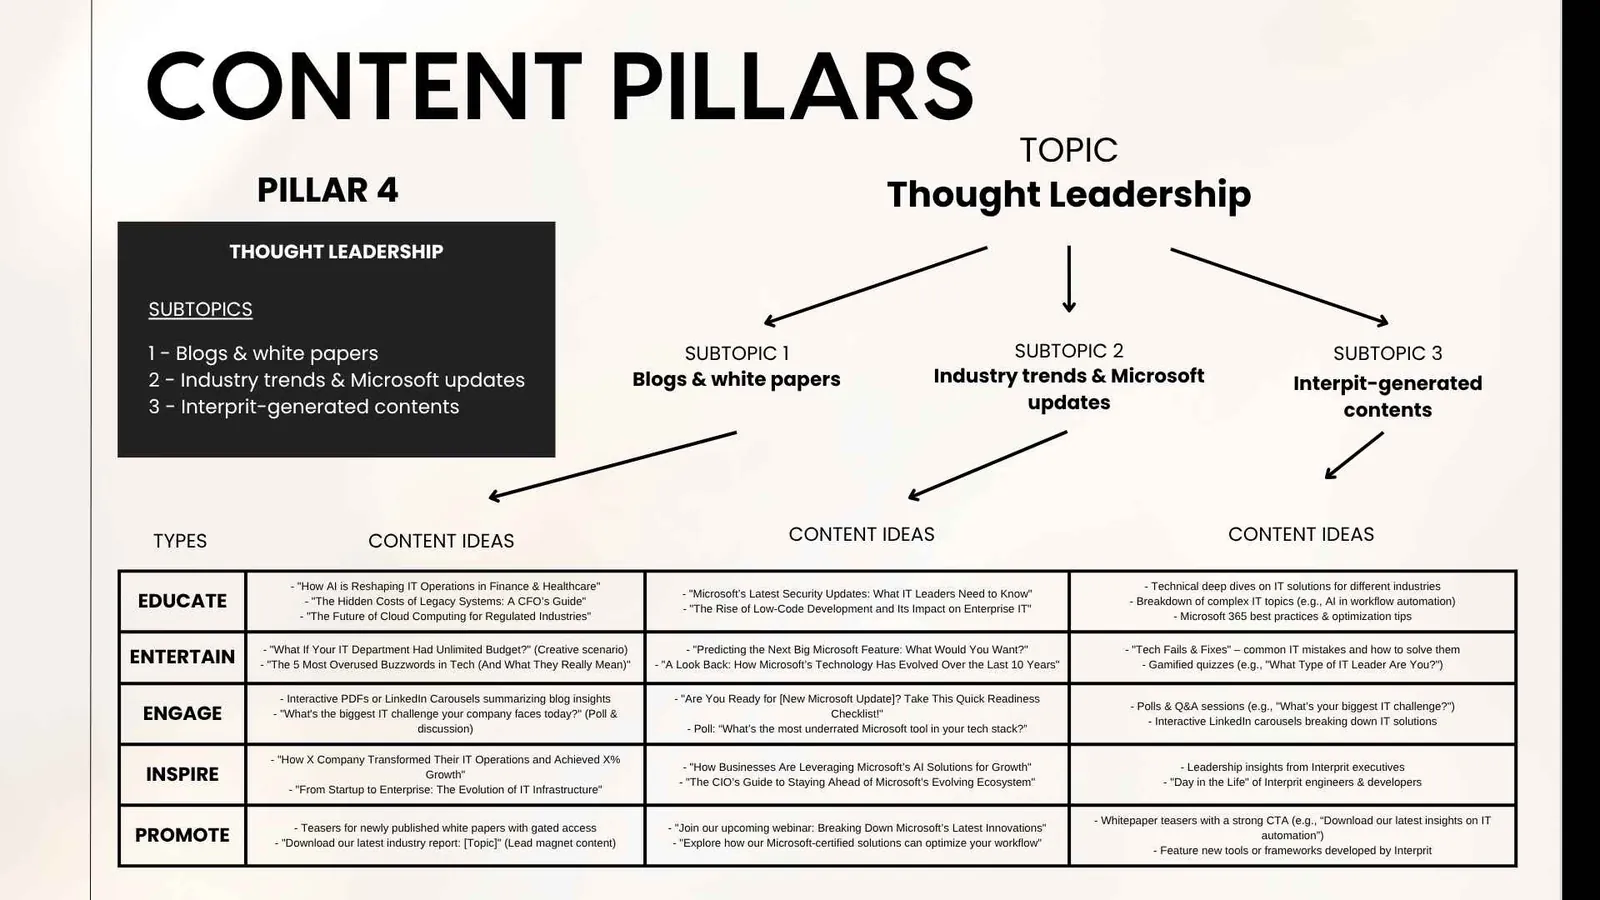 CONTENT PILLARS
PILLAR 4
THOUGHT LEADERSHIP
SUBTOPICS
1 - Blogs & white papers
2 - Industry trends & Microsoft updates
3 - Interprit-generated contents
TOPIC
Thought Leadership
SUBTOPIC 1
Blogs & white papers
SUBTOPIC 2
Industry trends & Microsoft
updates
SUBTOPIC 3
Interpit-generated
contents
TYPES
CONTENT IDEAS
CONTENT IDEAS
CONTENT IDEAS
EDUCATE
- "How AI is Reshaping IT Operations in Finance & Healthcare"
- "The Hidden Costs of Legacy Systems: A CFO's Guide"
- "The Future of Cloud Computing for Regulated Industries"
- "Microsoft's Latest Security Updates: What IT Leaders Need to Know"
- "The Rise of Low-Code Development and Its Impact on Enterprise IT"
- Technical deep dives on IT solutions for different industries
- Breakdown of complex IT topics (e.g., AI in workflow automation)
- Microsoft 365 best practices & optimization tips
ENTERTAIN
- "What If Your IT Department Had Unlimited Budget?" (Creative scenario)
- "The 5 Most Overused Buzzwords in Tech (And What They Really Mean)"
- "Predicting the Next Big Microsoft Feature: What Would You Want?"
- "A Look Back: How Microsoft's Technology Has Evolved Over the Last 10 Years"
- "Tech Fails & Fixes" – common IT mistakes and how to solve them
- Gamified quizzes (e.g., "What Type of IT Leader Are You?")
ENGAGE
- Interactive PDFs or LinkedIn Carousels summarizing blog insights
- "What's the biggest IT challenge your company faces today?" (Poll &
discussion)
- "Are You Ready for [New Microsoft Update]? Take This Quick Readiness
Checklist!"
- Poll: "What's the most underrated Microsoft tool in your tech stack?"
- Polls & Q&A sessions (e.g., "What's your biggest IT challenge?")
- Interactive LinkedIn carousels breaking down IT solutions
INSPIRE
- "How X Company Transformed Their IT Operations and Achieved X%
Growth"
- "From Startup to Enterprise: The Evolution of IT Infrastructure"
- "How Businesses Are Leveraging Microsoft's AI Solutions for Growth"
- "The CIO's Guide to Staying Ahead of Microsoft's Evolving Ecosystem"
- Leadership insights from Interprit executives
- "Day in the Life" of Interprit engineers & developers
PROMOTE
- Teasers for newly published white papers with gated access
- "Download our latest industry report: [Topic]" (Lead magnet content)
- "Join our upcoming webinar: Breaking Down Microsoft's Latest Innovations"
- "Explore how our Microsoft-certified solutions can optimize your workflow"
- Whitepaper teasers with a strong CTA (e.g., "Download our latest insights on IT
automation")
- Feature new tools or frameworks developed by Interprit